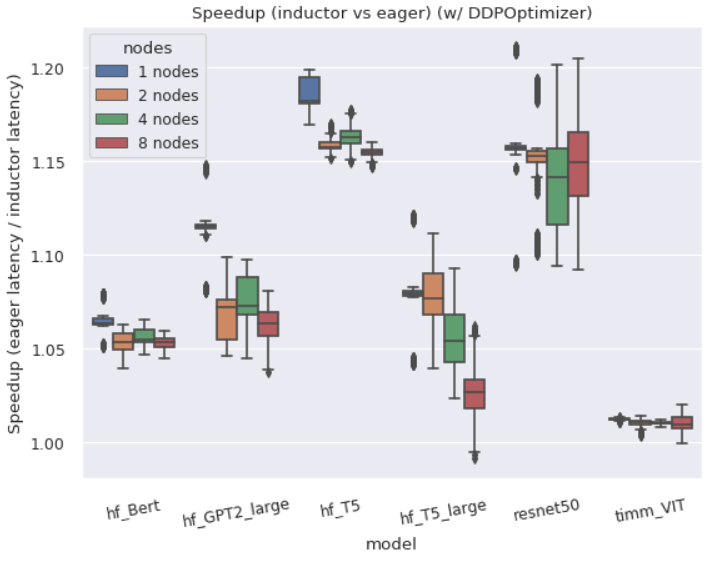 Speedup (inductor vs eager) (w/ DDPOptimizer)
nodes
1 nodes
2 nodes
4 nodes
8 nodes
Speedup (eager latency / inductor latency)
1.20
1.15
1.10
1.05
1.00
hf_Bert
hf_GPT2_large
hf_T5
hf_T5_large
resnet50
timm_VIT
model